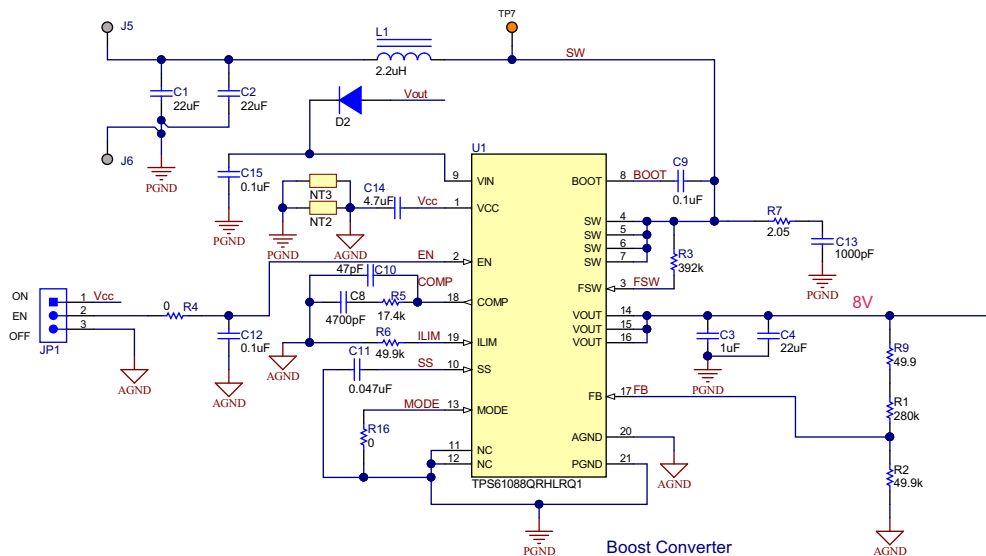 TP7
J5
L1
SW
2.2uH
C1
22uF
C2
22uF
Vout
D2
J6
PGND
U1
C15
0.1uF
PGND
NT3
NT2
PGND
AGND
C14
4.7uF
Vcc
9 VIN
1 VCC
2 EN
18 COMP
19 ILIM
10 SS
13 MODE
11 NC
12 NC
BOOT 8
SW 4
SW 5
SW 6
SW 7
FSW 3
VOUT 14
VOUT 15
VOUT 16
FB 17
AGND 20
PGND 21
TPS61088QRHLRQ1
BOOT
C9
0.1uF
R7
2.05
C13
1000pF
PGND
R3
392k
FSW
EN
47pF
C10
COMP
C8
4700pF
R5
17.4k
R6
49.9k
ILIM
AGND
C11
0.047uF
SS
MODE
R16
0
ON
EN
OFF
1
2
3
JP1
Vcc
0
R4
C12
0.1uF
AGND
AGND
8V
C3
1uF
C4
22uF
PGND
R9
49.9
R1
280k
FB
R2
49.9k
AGND
AGND
PGND
Boost Converter